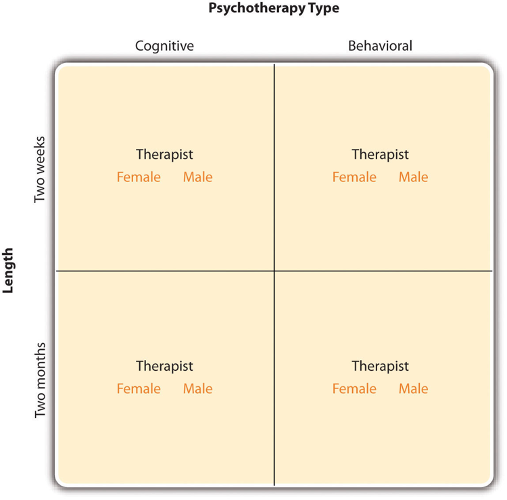 Psychotherapy Type
Cognitive Behavioral
Length
Two weeks
Therapist Therapist
Female Male Female Male
Two months
Therapist Therapist
Female Male Female Male